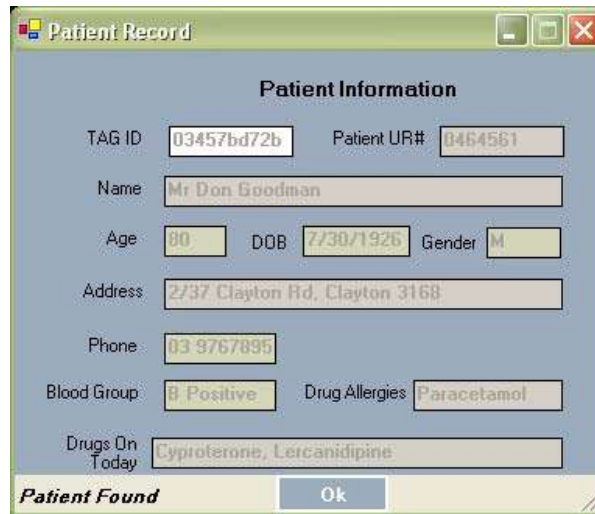 Patient Record
Patient Information
TAG ID 03457bd72b Patient UR# 0464561
Name Mr Don Goodman
Age 80 DOB 7/30/1926 Gender M
Address 2/37 Clayton Rd, Clayton 3168
Phone 03 9767895
Blood Group B Positive Drug Allergies Paracetamol
Drugs On
Today Cyproterone, Lercanidipine
Patient Found Ok